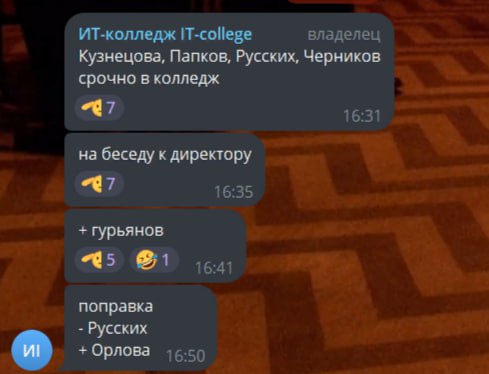 ИТ-колледж IT-college владелец
Кузнецова, Папков, Русских, Черников
срочно в колледж
7
16:31
на беседу к директору
7
16:35
+ гурьянов
5 1
16:41
поправка
- Русских
+ Орлова 16:50
ИI